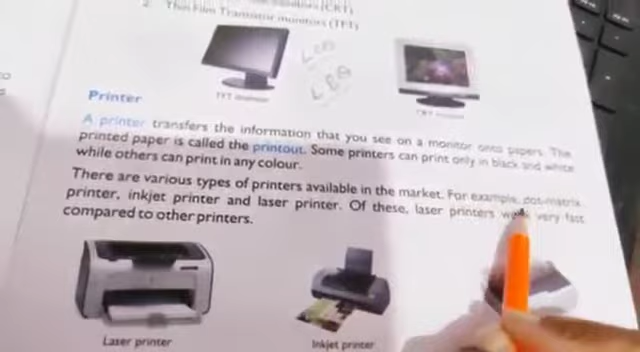 2. Thin Film Transistor monitors (TFT)
LCD
LED
TFT monitor
Printer
A printer transfers the information that you see on a monitor onto papers. The
printed paper is called the printout. Some printers can print only in black and white
while others can print in any colour.
There are various types of printers available in the market. For example, dot-matrix
printer, inkjet printer and laser printer. Of these, laser printers work very fast
compared to other printers.
Laser printer
Inkjet printer